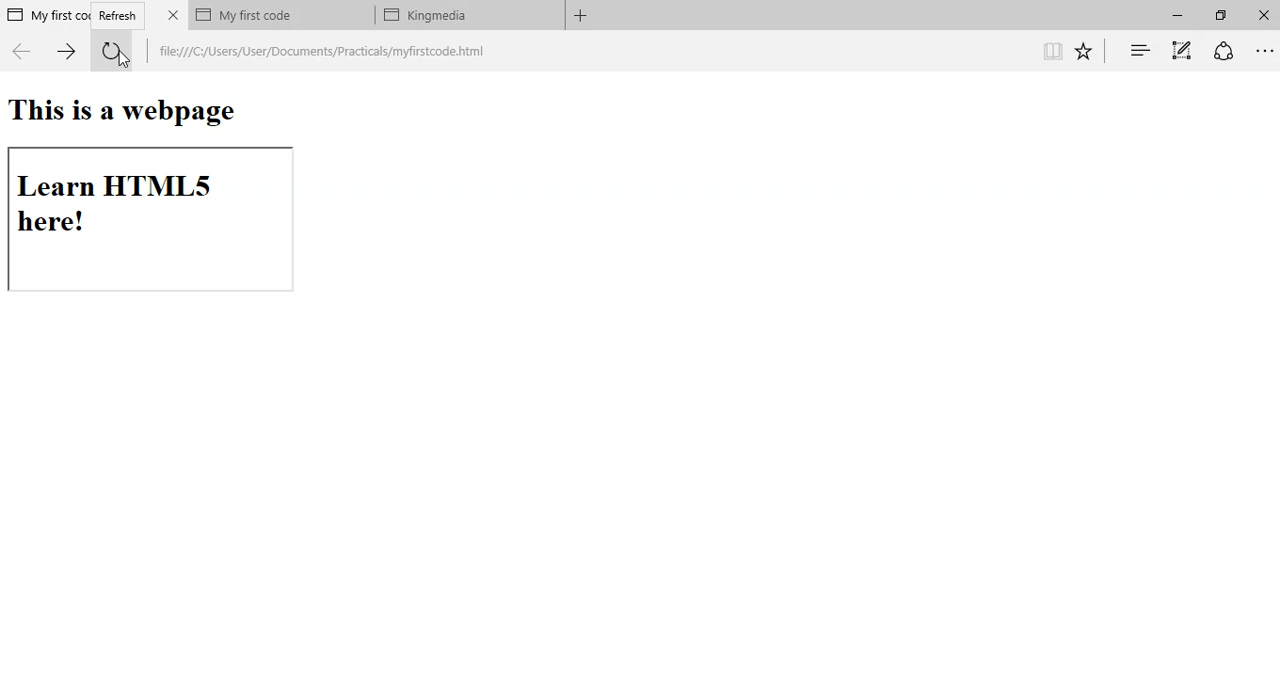 My first co
Refresh
My first code
Kingmedia
file:///C:/Users/User/Documents/Practicals/myfirstcode.html
This is a webpage
Learn HTML5
here!